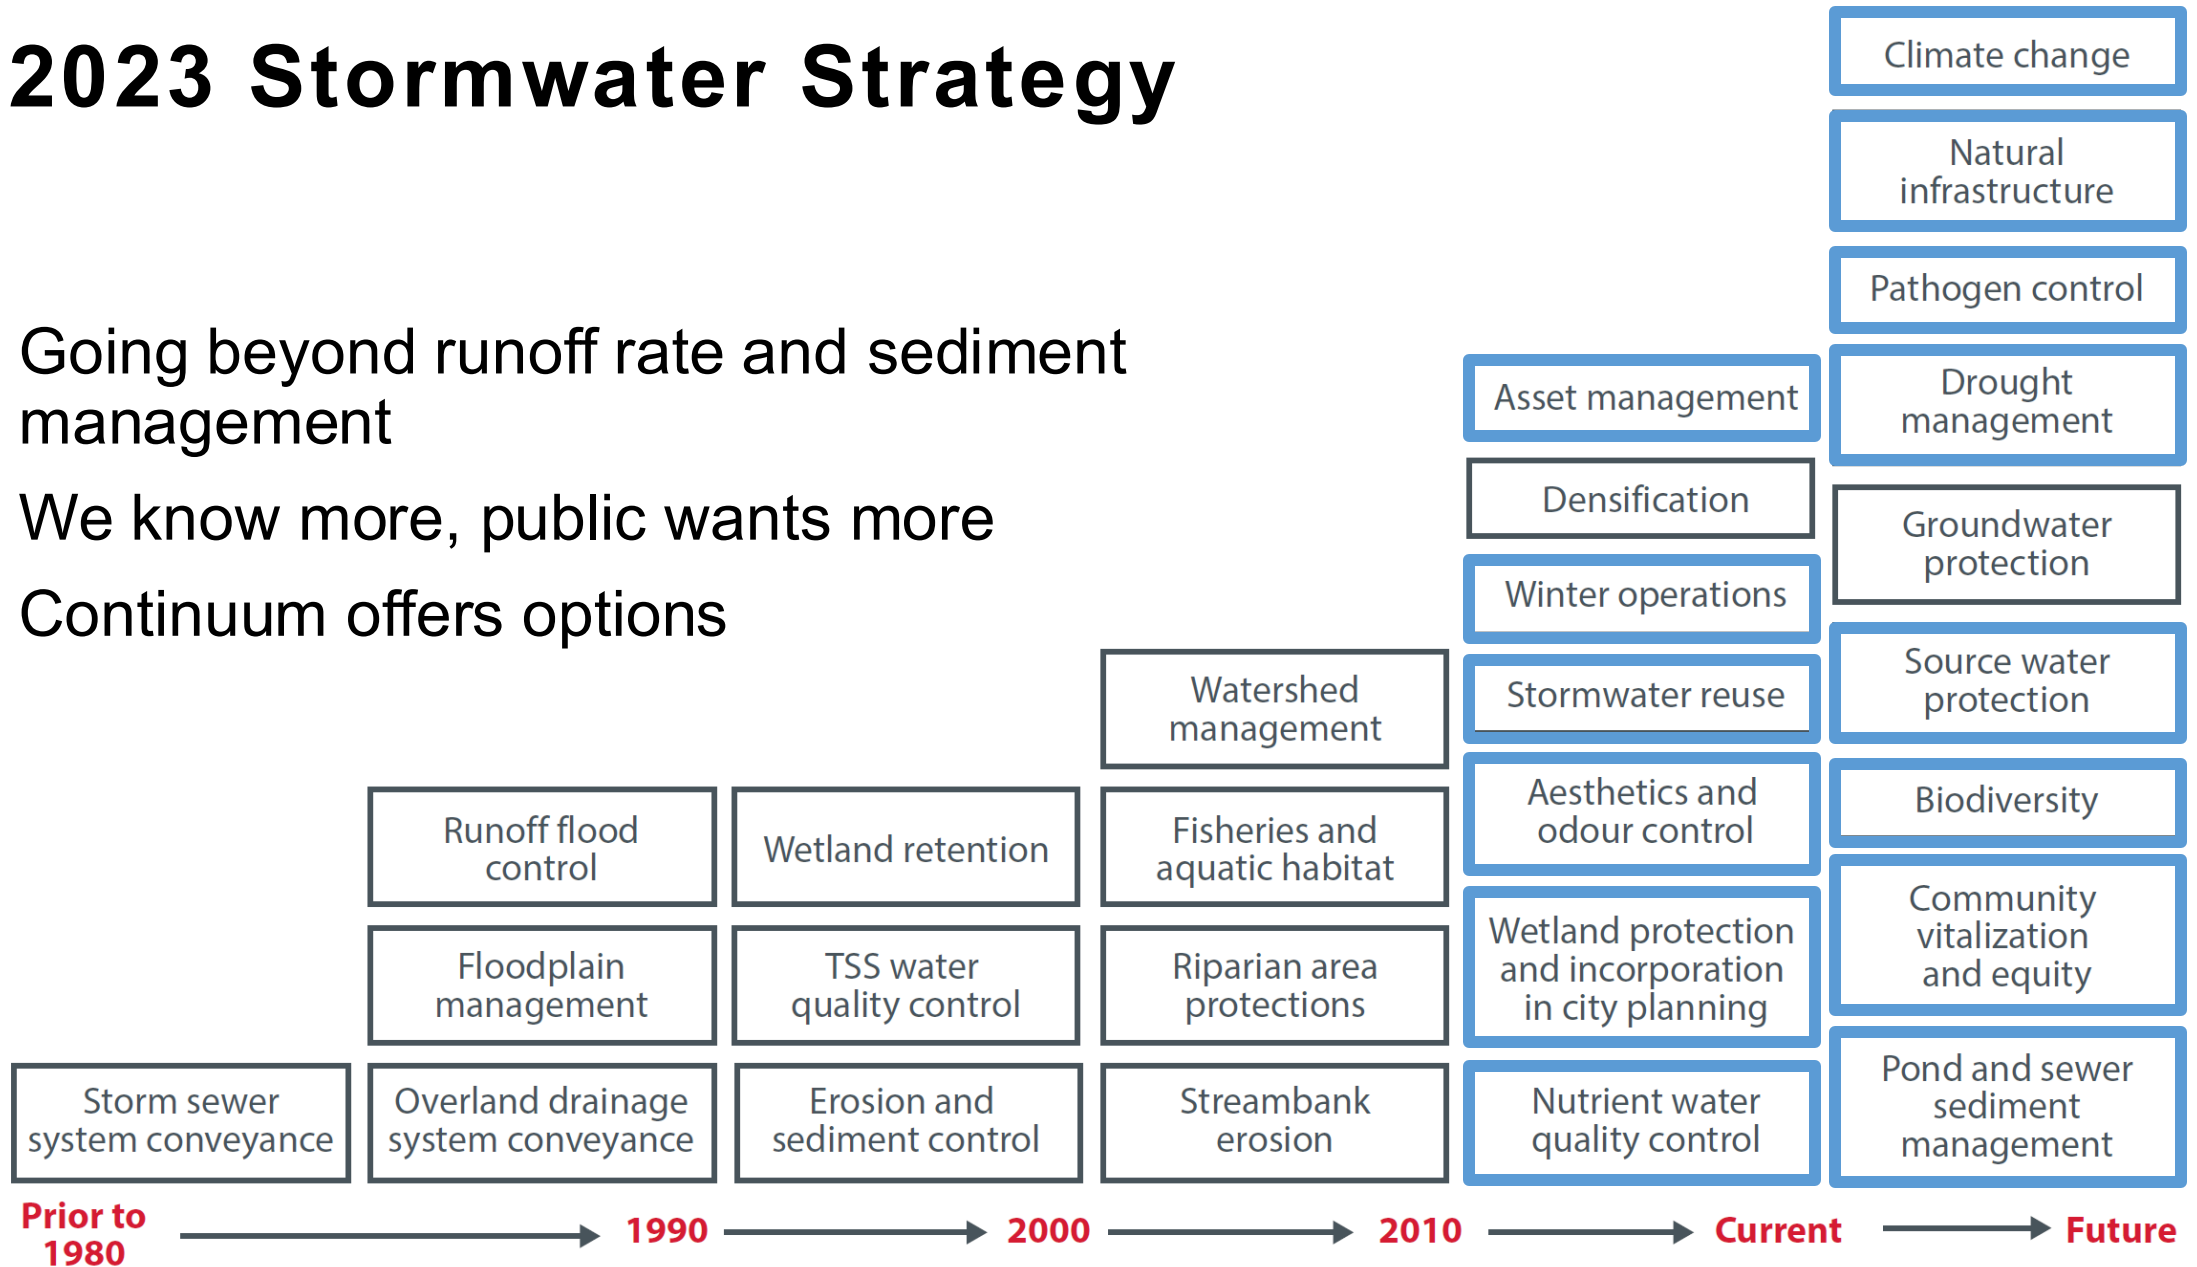 2023 Stormwater Strategy
Going beyond runoff rate and sediment
management
We know more, public wants more
Continuum offers options
Storm sewer
system conveyance
Runoff flood
control
Floodplain
management
Overland drainage
system conveyance
Wetland retention
TSS water
quality control
Erosion and
sediment control
Watershed
management
Fisheries and
aquatic habitat
Riparian area
protections
Streambank
erosion
Asset management
Densification
Winter operations
Stormwater reuse
Aesthetics and
odour control
Wetland protection
and incorporation
in city planning
Nutrient water
quality control
Climate change
Natural
infrastructure
Pathogen control
Drought
management
Groundwater
protection
Source water
protection
Biodiversity
Community
vitalization
and equity
Pond and sewer
sediment
management
Prior to
1980
1990
2000
2010
Current
Future